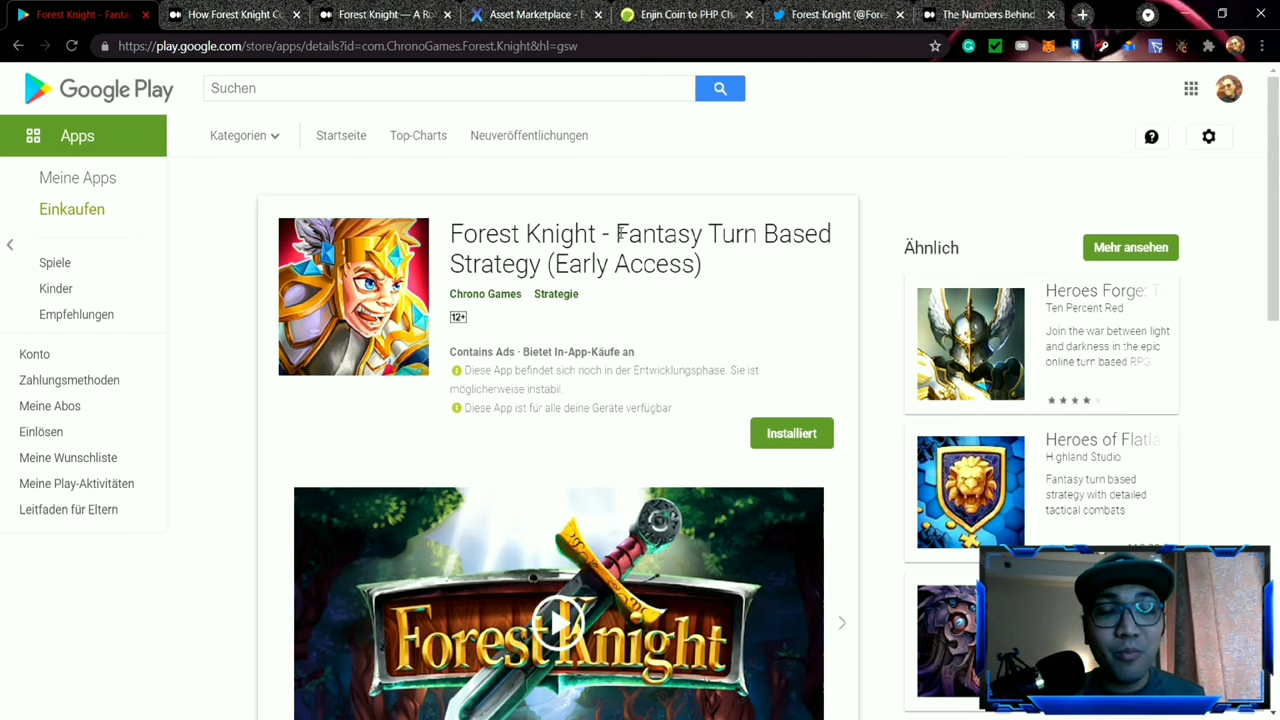 Forest Knight - Fanta
How Forest Knight Co
Forest Knight — A Ro
Asset Marketplace - E
Enjin Coin to PHP Ch
Forest Knight (@Fore
The Numbers Behind
https://play.google.com/store/apps/details?id=com.ChronoGames.Forest.Knight&hl=gsw
Google Play
Suchen
Apps
Kategorien
Startseite
Top-Charts
Neuveröffentlichungen
Meine Apps
Einkaufen
Spiele
Kinder
Empfehlungen
Konto
Zahlungsmethoden
Meine Abos
Einlösen
Meine Wunschliste
Meine Play-Aktivitäten
Leitfaden für Eltern
Forest Knight - Fantasy Turn Based
Strategy (Early Access)
Chrono Games Strategie
12+
Contains Ads · Bietet In-App-Käufe an
Diese App befindet sich noch in der Entwicklungsphase. Sie ist
möglicherweise instabil.
Diese App ist für alle deine Geräte verfügbar
Installiert
Forest Knight
Ähnlich
Mehr ansehen
Heroes Forge: T
Ten Percent Red
Join the war between light
and darkness in the epic
online turn based RPG
Heroes of Flatla
Highland Studio
Fantasy turn based
strategy with detailed
tactical combats